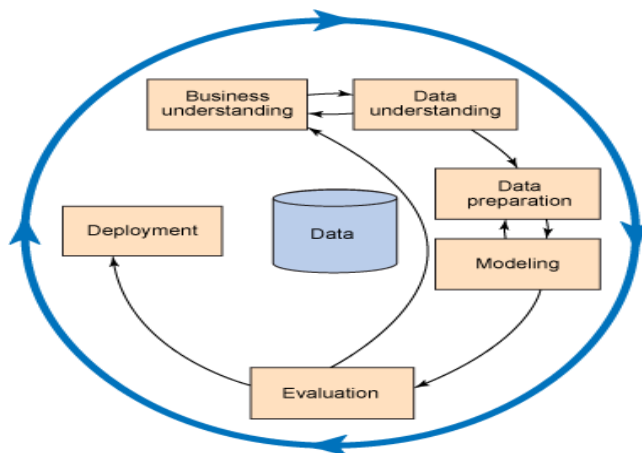 Business
understanding
Data
understanding
Data
preparation
Deployment
Data
Modeling
Evaluation